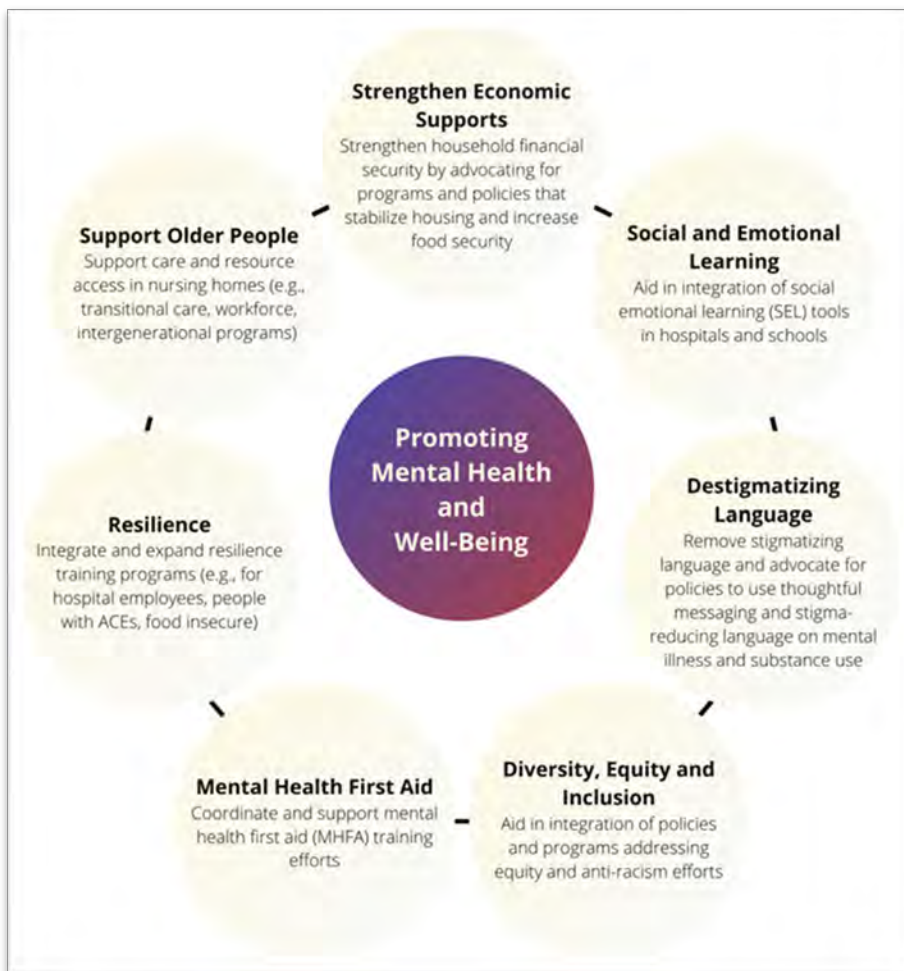 Strengthen Economic
Supports
Strengthen household financial
security by advocating for
programs and policies that
stabilize housing and increase
food security
Social and Emotional
Learning
Aid in integration of social
emotional learning (SEL) tools
in hospitals and schools
Destigmatizing
Language
Remove stigmatizing
language and advocate for
policies to use thoughtful
messaging and stigma-
reducing language on mental
illness and substance use
Diversity, Equity and
Inclusion
Aid in integration of policies
and programs addressing
equity and anti-racism efforts
Mental Health First Aid
Coordinate and support mental
health first aid (MHFA) training
efforts
Resilience
Integrate and expand resilience
training programs (e.g., for
hospital employees, people
with ACEs, food insecure)
Support Older People
Support care and resource
access in nursing homes (e.g.,
transitional care, workforce,
intergenerational programs)
Promoting
Mental Health
and
Well-Being